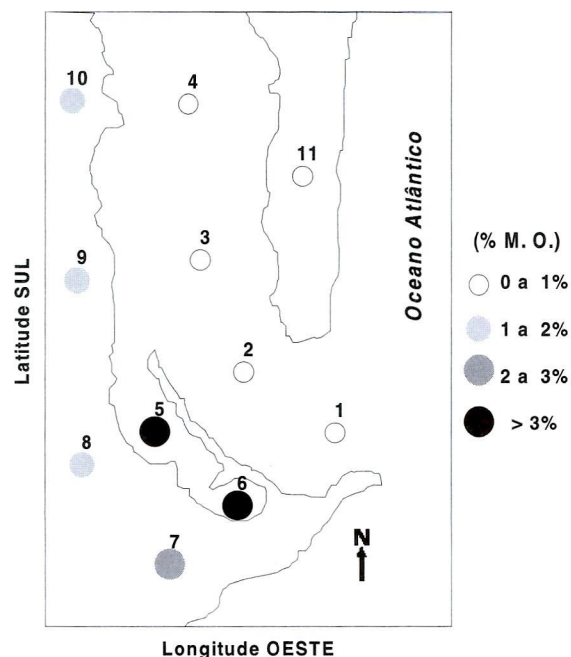 10
4
11
Oceano Atlântico
3
9
(% M. O.)
0 a 1%
1 a 2%
2 a 3%
> 3%
Latitude SUL
2
5
1
8
6
7
N
Longitude OESTE